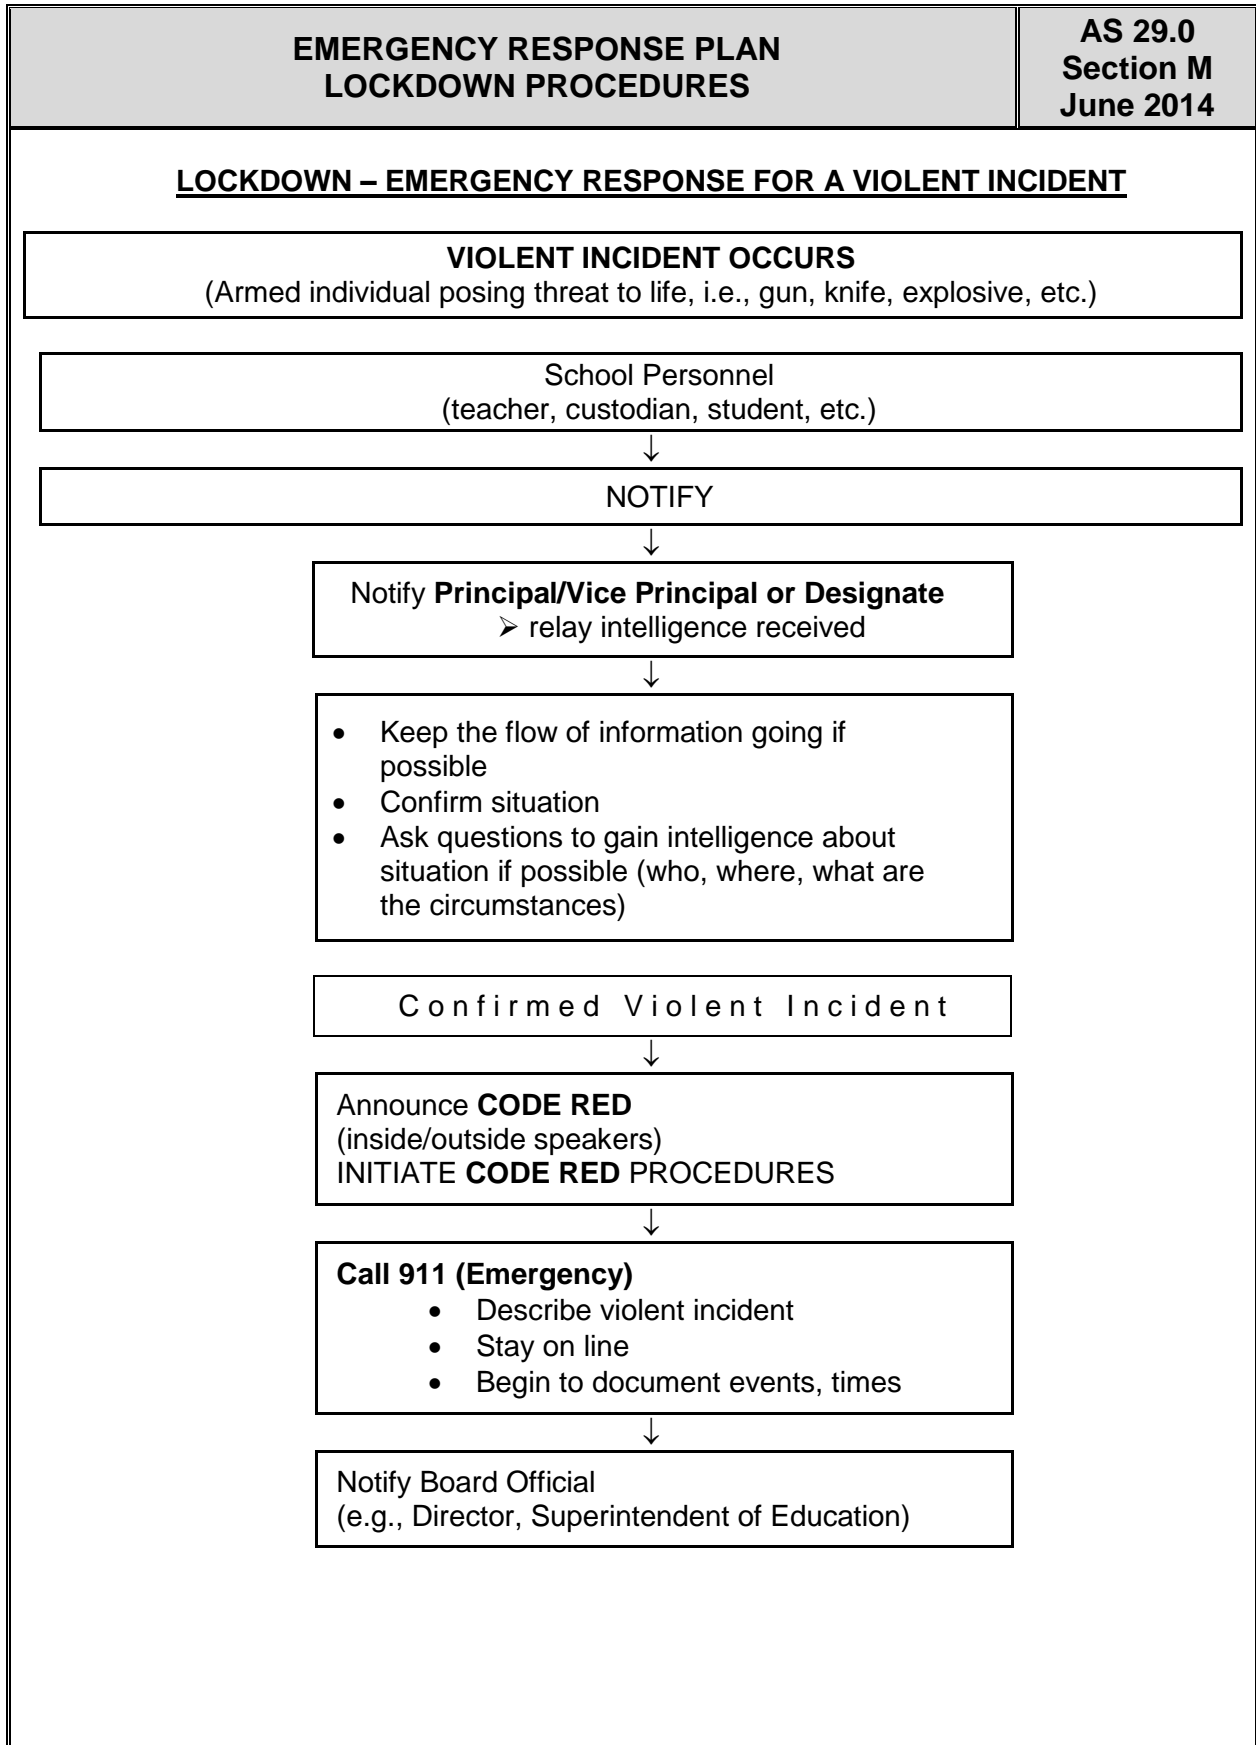 EMERGENCY RESPONSE PLAN
LOCKDOWN PROCEDURES
AS 29.0
Section M
June 2014
LOCKDOWN – EMERGENCY RESPONSE FOR A VIOLENT INCIDENT
VIOLENT INCIDENT OCCURS
(Armed individual posing threat to life, i.e., gun, knife, explosive, etc.)
School Personnel
(teacher, custodian, student, etc.)
↓
NOTIFY
↓
Notify Principal/Vice Principal or Designate
➢ relay intelligence received
↓
• Keep the flow of information going if
possible
• Confirm situation
• Ask questions to gain intelligence about
situation if possible (who, where, what are
the circumstances)
Confirmed Violent Incident
↓
Announce CODE RED
(inside/outside speakers)
INITIATE CODE RED PROCEDURES
↓
Call 911 (Emergency)
• Describe violent incident
• Stay on line
• Begin to document events, times
↓
Notify Board Official
(e.g., Director, Superintendent of Education)